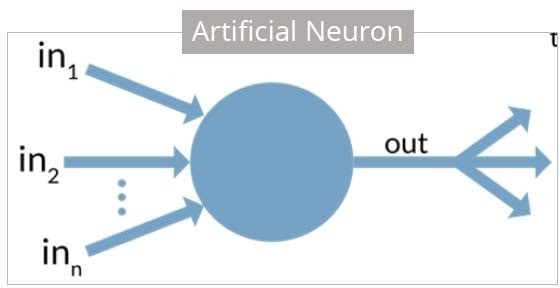 Artificial Neuron
t
in₁
out
in₂
inₙ